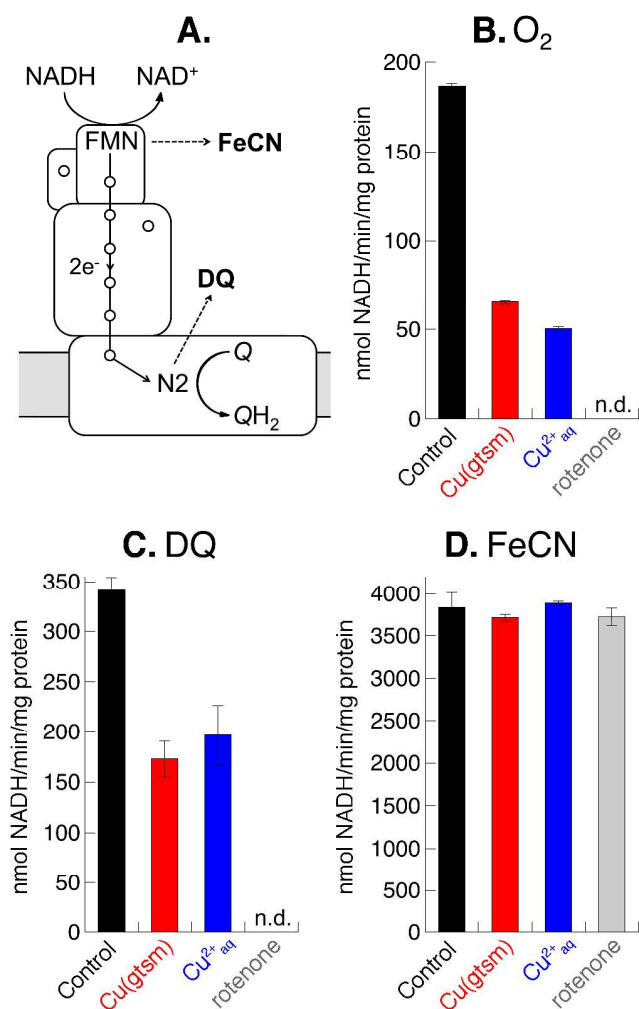 A.
NADH NAD⁺
FMN
FeCN
2e⁻
DQ
N2
Q
QH₂
B. O₂
nmol NADH/min/mg protein
200
150
100
50
0
n.d.
Control
Cu(gtsm)
Cu²⁺aq
rotenone
C. DQ
nmol NADH/min/mg protein
350
300
250
200
150
100
50
0
n.d.
Control
Cu(gtsm)
Cu²⁺aq
rotenone
D. FeCN
nmol NADH/min/mg protein
4000
3500
3000
2500
2000
1500
1000
500
0
Control
Cu(gtsm)
Cu²⁺aq
rotenone